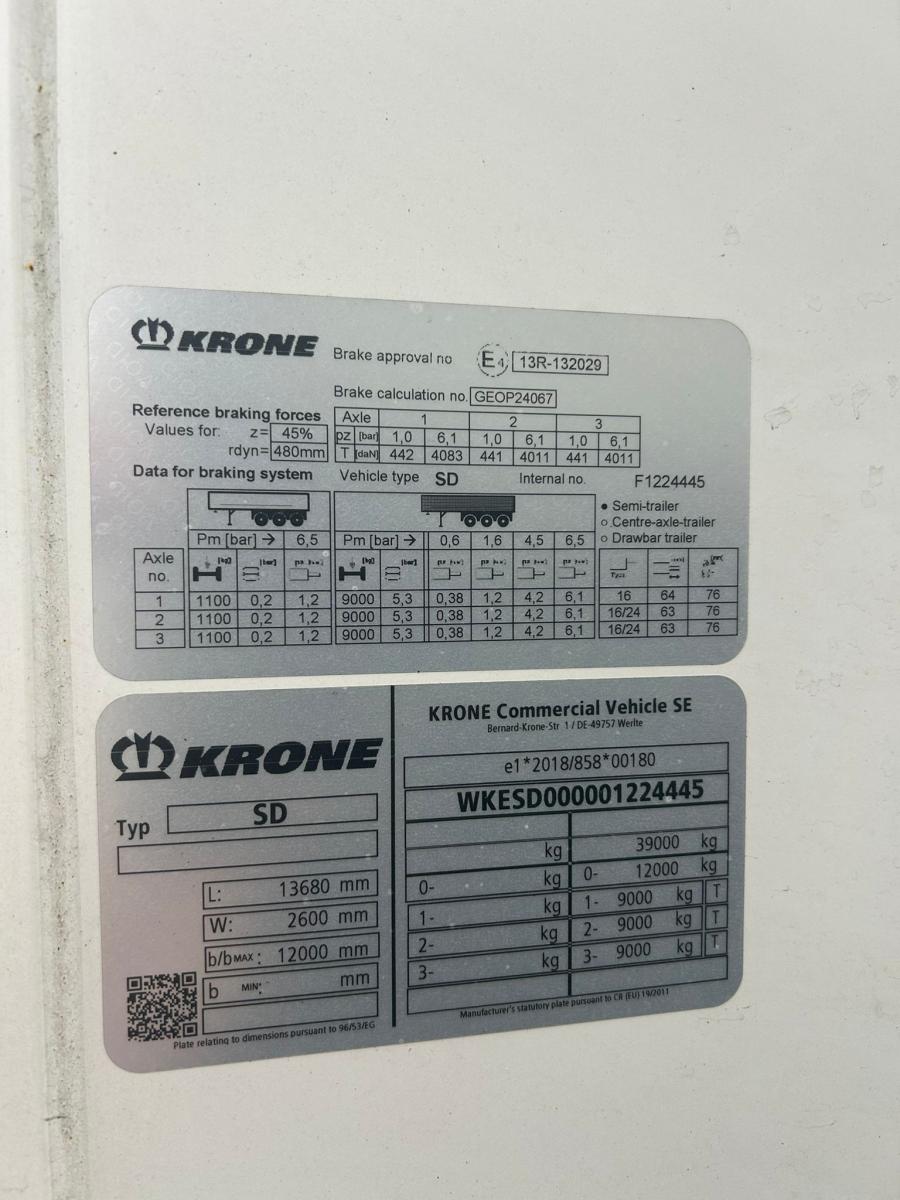 KRONE
Brake approval no E4 13R-132029
Brake calculation no. GEOP24067
Reference braking forces
Values for: z= 45%
rdyn= 480mm
Axle 1 2 3
pz [bar] 1,0 6,1 1,0 6,1 1,0 6,1
T [daN] 442 4083 441 4011 441 4011
Data for braking system Vehicle type SD Internal no. F1224445
• Semi-trailer
○ Centre-axle-trailer
○ Drawbar trailer
Pm [bar] → 6,5 Pm [bar] → 0,6 1,6 4,5 6,5
Axle no. [kg] [bar] [kg] [bar]
1 1100 0,2 1,2 9000 5,3 0,38 1,2 4,2 6,1 16 64 76
2 1100 0,2 1,2 9000 5,3 0,38 1,2 4,2 6,1 16/24 63 76
3 1100 0,2 1,2 9000 5,3 0,38 1,2 4,2 6,1 16/24 63 76
KRONE
Typ SD
L: 13680 mm
W: 2600 mm
b/bMAX: 12000 mm
b MIN: mm
Plate relating to dimensions pursuant to 96/53/EG
KRONE Commercial Vehicle SE
Bernard-Krone-Str 1 / DE-49757 Werlte
e1*2018/858*00180
WKESD000001224445
kg 39000 kg
0- kg 0- 12000 kg
1- kg 1- 9000 kg T
2- kg 2- 9000 kg T
3- kg 3- 9000 kg T
Manufacturer's statutory plate pursuant to CR (EU) 19/2011